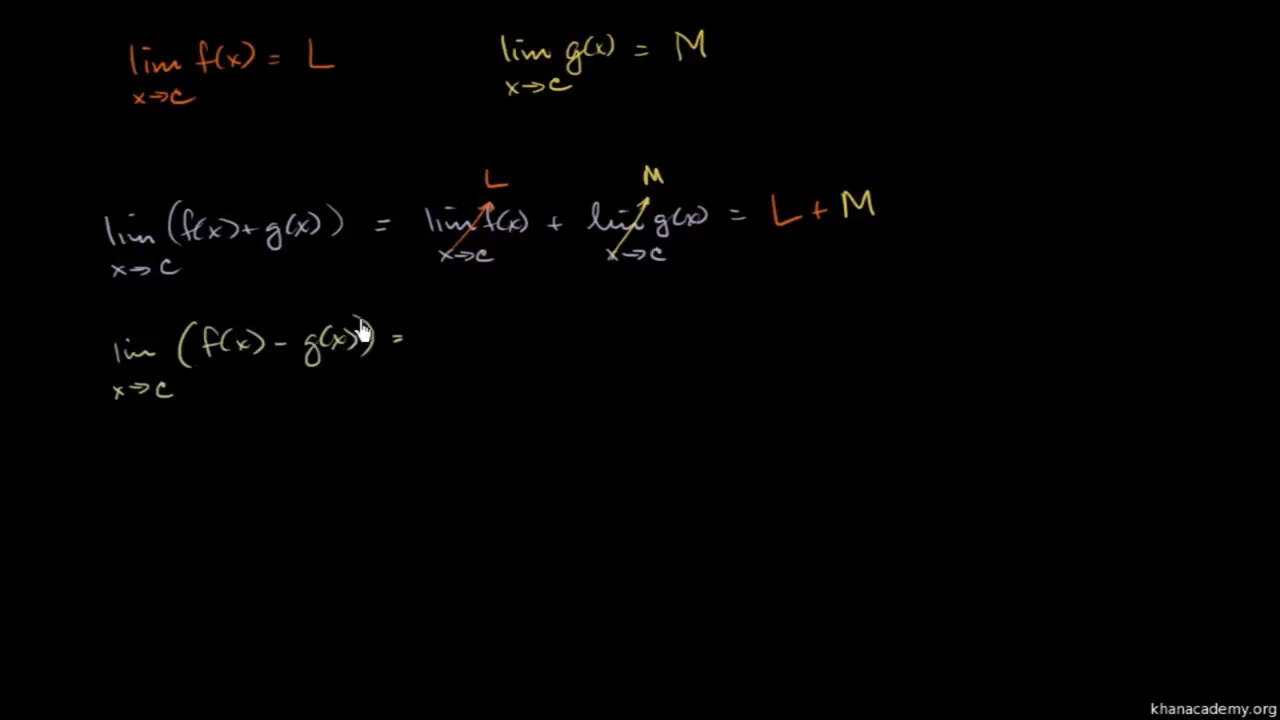 lim f(x) = L lim g(x) = M
x→c x→c
L M
lim (f(x)+g(x)) = lim f(x) + lim g(x) = L + M
x→c x→c x→c
lim (f(x) - g(x)) =
x→c
khanacademy.org